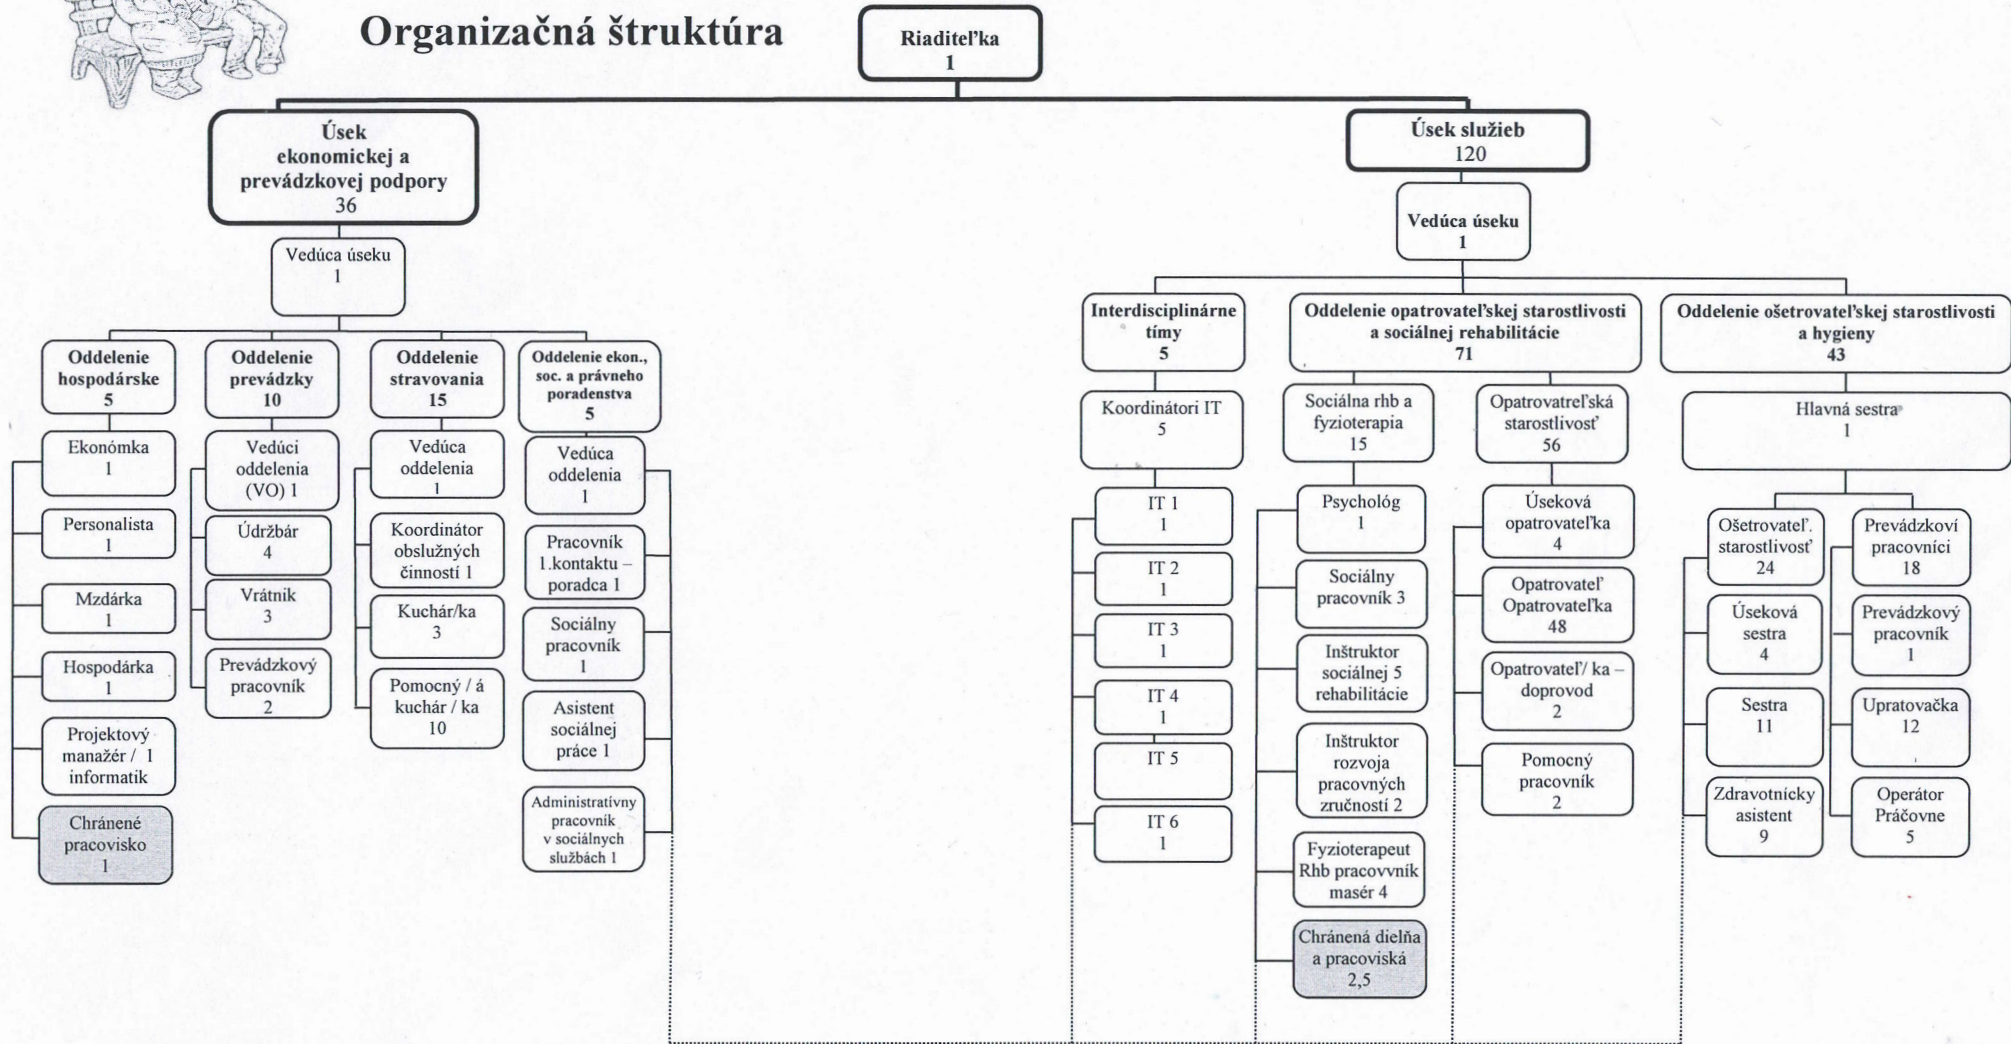 Organizačná štruktúra
Riaditeľka
1
Úsek
ekonomickej a
prevádzkovej podpory
36
Vedúca úseku
1
Oddelenie
hospodárske
5
Ekonómka
1
Personalista
1
Mzdárka
1
Hospodárka
1
Projektový
manažér / 1
informatik
Chránené
pracovisko
1
Oddelenie
prevádzky
10
Vedúci
oddelenia
(VO) 1
Údržbár
4
Vrátnik
3
Prevádzkový
pracovník
2
Oddelenie
stravovania
15
Vedúca
oddelenia
1
Koordinátor
obslužných
činností 1
Kuchár/ka
3
Pomocný / á
kuchár / ka
10
Oddelenie ekon.,
soc. a právneho
poradenstva
5
Vedúca
oddelenia
1
Pracovník
1.kontaktu –
poradca 1
Sociálny
pracovník
1
Asistent
sociálnej
práce 1
Administratívny
pracovník
v sociálnych
službách 1
Úsek služieb
120
Vedúca úseku
1
Interdisciplinárne
tímy
5
Koordinátori IT
5
IT 1
1
IT 2
1
IT 3
1
IT 4
1
IT 5
IT 6
1
Oddelenie opatrovateľskej starostlivosti
a sociálnej rehabilitácie
71
Sociálna rhb a
fyzioterapia
15
Psychológ
1
Sociálny
pracovník 3
Inštruktor
sociálnej 5
rehabilitácie
Inštruktor
rozvoja
pracovných
zručností 2
Fyzioterapeut
Rhb pracovvník
masér 4
Chránená dielňa
a pracoviská
2,5
Opatrovatreľská
starostlivosť
56
Úseková
opatrovateľka
4
Opatrovateľ
Opatrovateľka
48
Opatrovateľ/ ka –
doprovod
2
Pomocný
pracovník
2
Oddelenie ošetrovateľskej starostlivosti
a hygieny
43
Hlavná sestra
1
Ošetrovateľ.
starostlivosť
24
Úseková
sestra
4
Sestra
11
Zdravotnícky
asistent
9
Prevádzkoví
pracovníci
18
Prevádzkový
pracovník
1
Upratovačka
12
Operátor
Práčovne
5